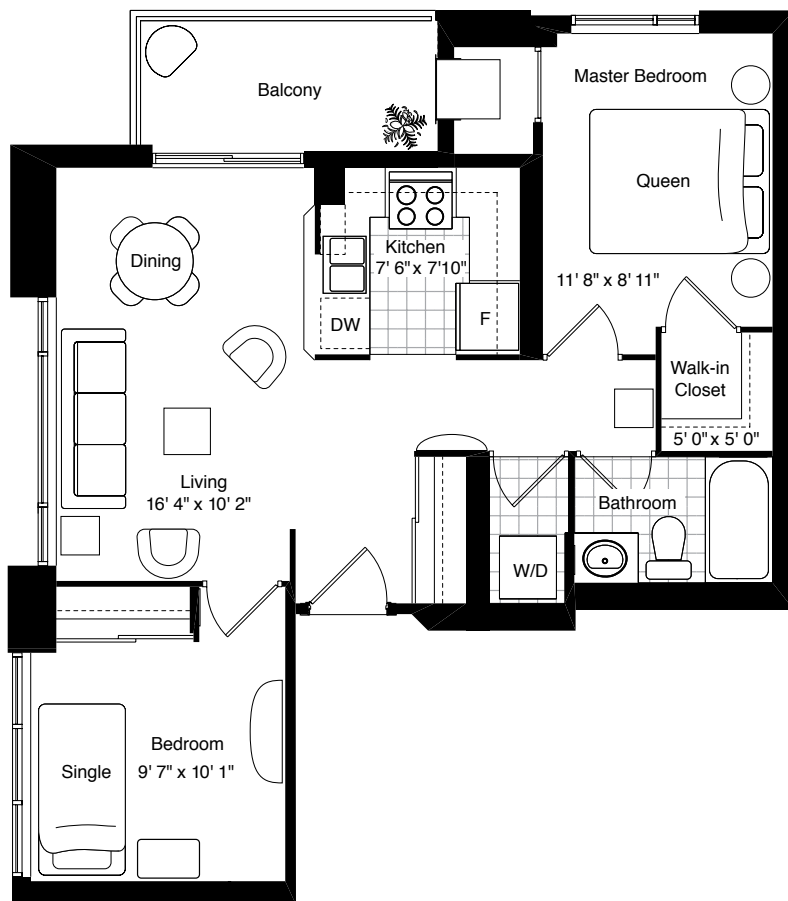 Balcony
Master Bedroom
Queen
11' 8" x 8' 11"
Dining
Kitchen
7' 6" x 7'10"
DW
F
Walk-in
Closet
5' 0" x 5' 0"
Living
16' 4" x 10' 2"
Bathroom
W/D
Bedroom
9' 7" x 10' 1"
Single